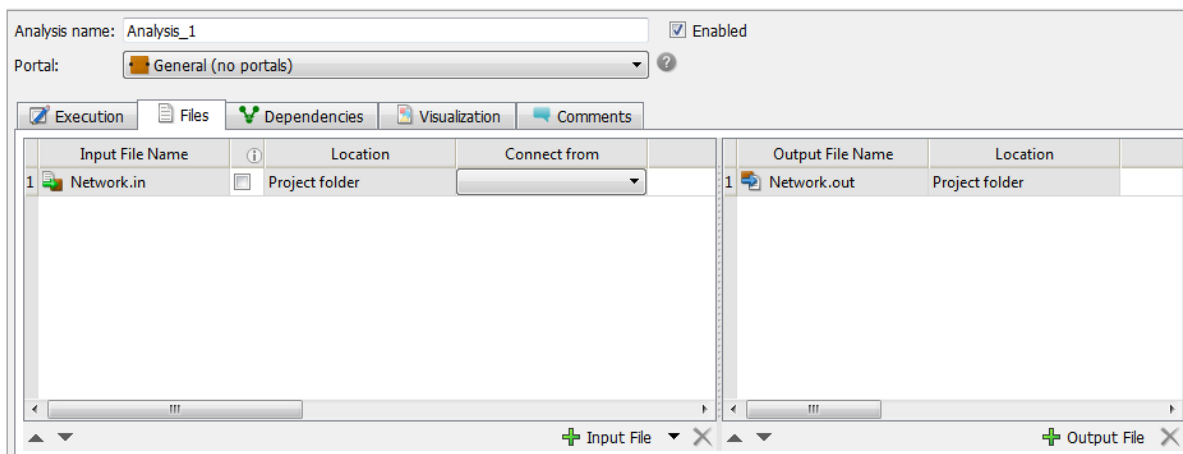 Analysis name: Analysis_1 Enabled
Portal: General (no portals) ?
Execution Files Dependencies Visualization Comments
Input File Name i Location Connect from Output File Name Location
1 Network.in Project folder 1 Network.out Project folder
Input File Output File